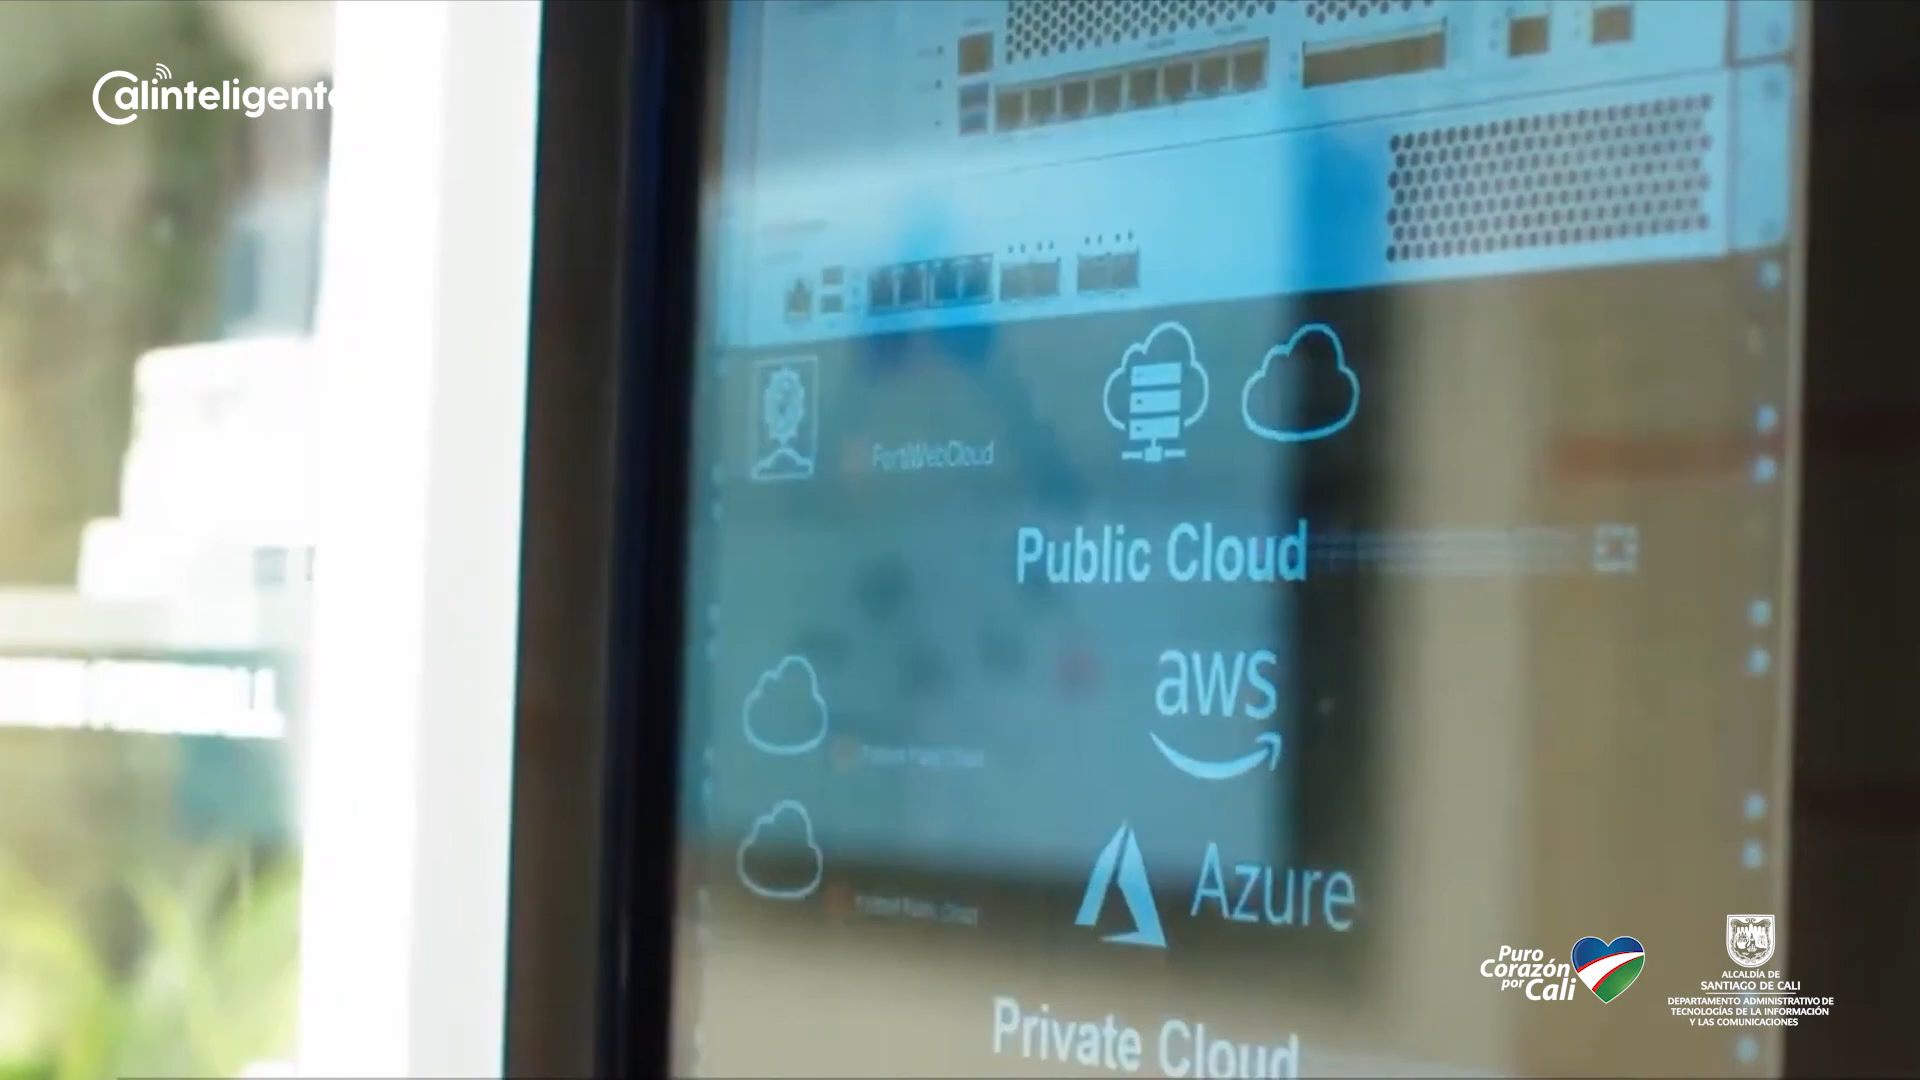 Calinteligente
FortiWebCloud
Public Cloud
aws
Azure
Private Cloud
Puro
Corazón
por Cali
ALCALDÍA DE
SANTIAGO DE CALI
DEPARTAMENTO ADMINISTRATIVO DE
TECNOLOGÍAS DE LA INFORMACIÓN
Y LAS COMUNICACIONES